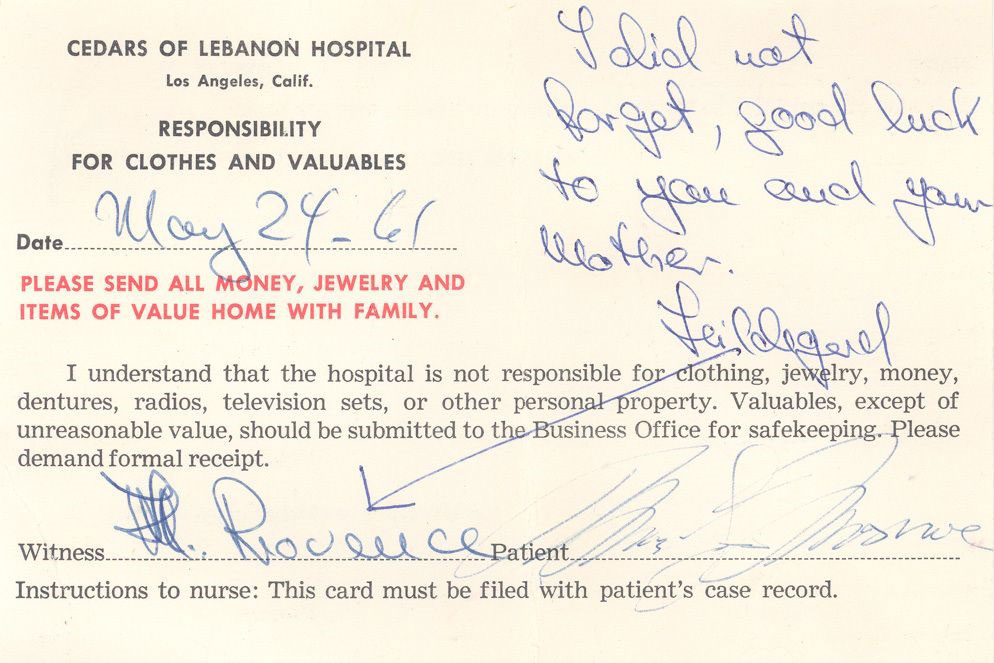 CEDARS OF LEBANON HOSPITAL
Los Angeles, Calif.
RESPONSIBILITY
FOR CLOTHES AND VALUABLES
Date May 24-61
PLEASE SEND ALL MONEY, JEWELRY AND
ITEMS OF VALUE HOME WITH FAMILY.
I did not
forget, good luck
to you and your
Mother.
Hildegard
I understand that the hospital is not responsible for clothing, jewelry, money,
dentures, radios, television sets, or other personal property. Valuables, except of
unreasonable value, should be submitted to the Business Office for safekeeping. Please
demand formal receipt.
Witness H. Provence Patient
Instructions to nurse: This card must be filed with patient's case record.